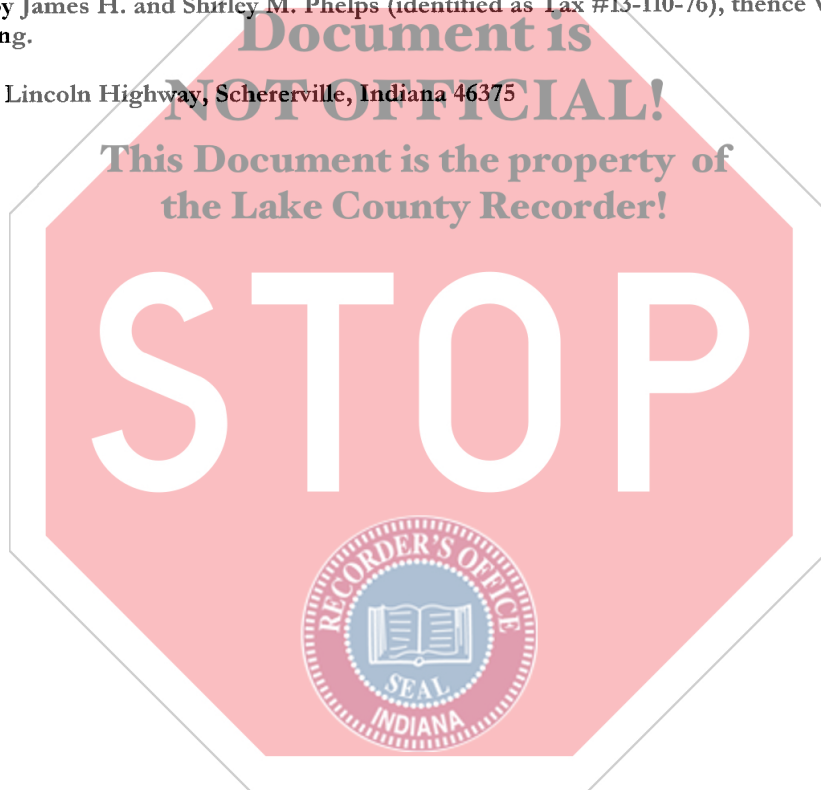 by James H. and Shirley M. Phelps (identified as Tax #13-110-76), thence
ng.
Document is
NOT OFFICIAL!
Lincoln Highway, Schererville, Indiana 46375
This Document is the property of
the Lake County Recorder!
STOP
RECORDER'S OFFICE
SEAL
INDIANA